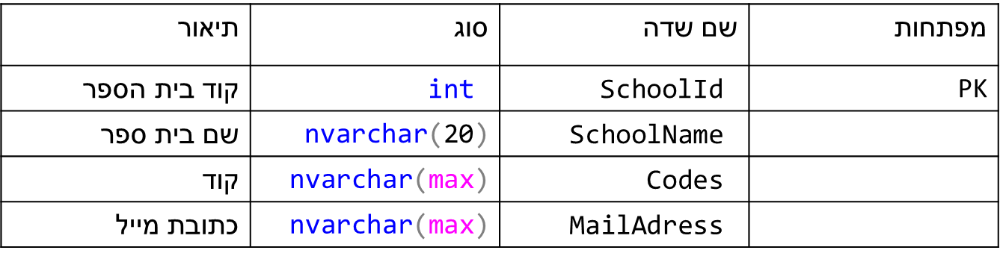 מפתחות שם שדה סוג תיאור
PK SchoolId int קוד בית הספר
SchoolName nvarchar(20) שם בית ספר
Codes nvarchar(max) קוד
MailAdress nvarchar(max) כתובת מייל